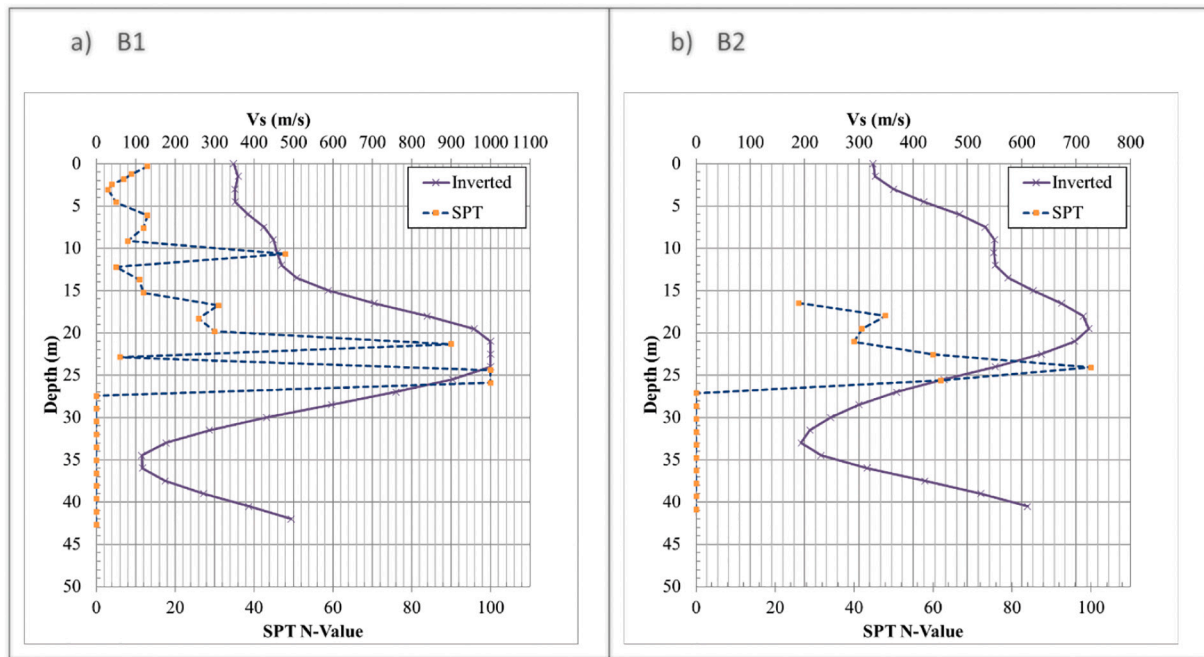 a) B1
Vs (m/s)
0 100 200 300 400 500 600 700 800 900 1000 1100
0
5
10
15
20
25
30
35
40
45
50
Depth (m)
Inverted
SPT
0 20 40 60 80 100
SPT N-Value
b) B2
Vs (m/s)
0 100 200 300 400 500 600 700 800
0
5
10
15
20
25
30
35
40
45
50
Depth (m)
Inverted
SPT
0 20 40 60 80 100
SPT N-Value